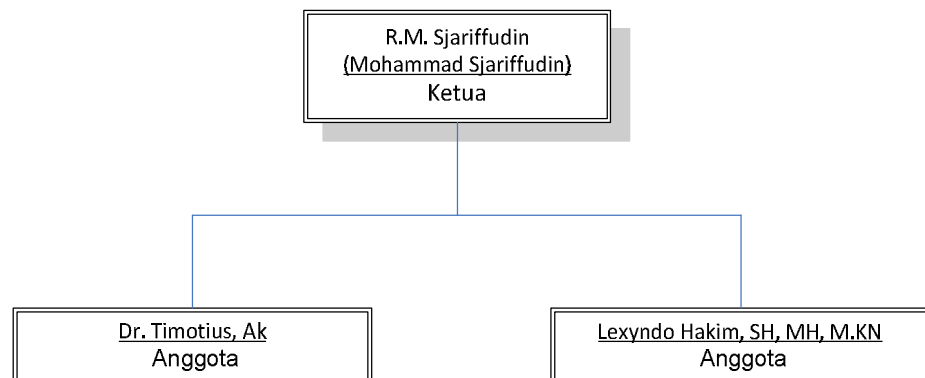 R.M. Sjariffudin
(Mohammad Sjariffudin)
Ketua
Dr. Timotius, Ak
Anggota
Lexyndo Hakim, SH, MH, M.KN
Anggota